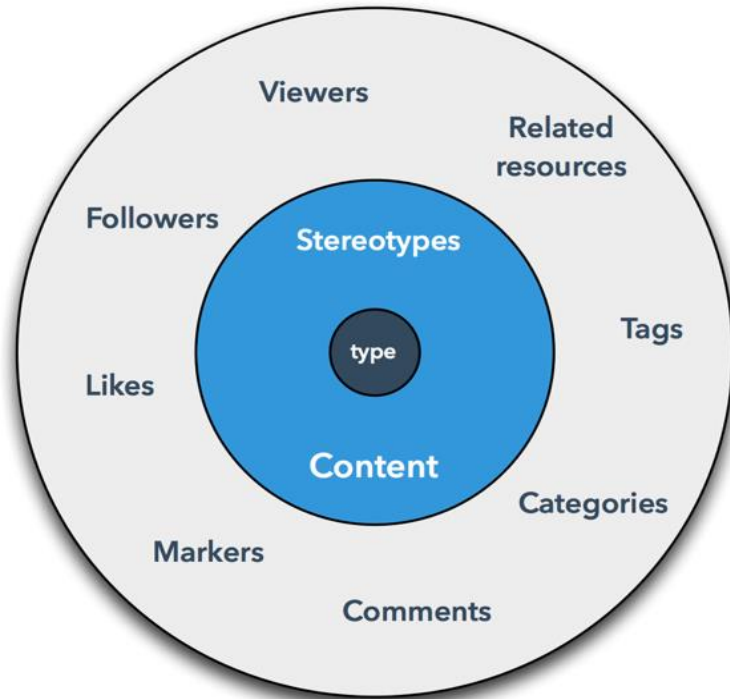 Viewers
Related
resources
Followers
Stereotypes
Tags
type
Likes
Content
Categories
Markers
Comments